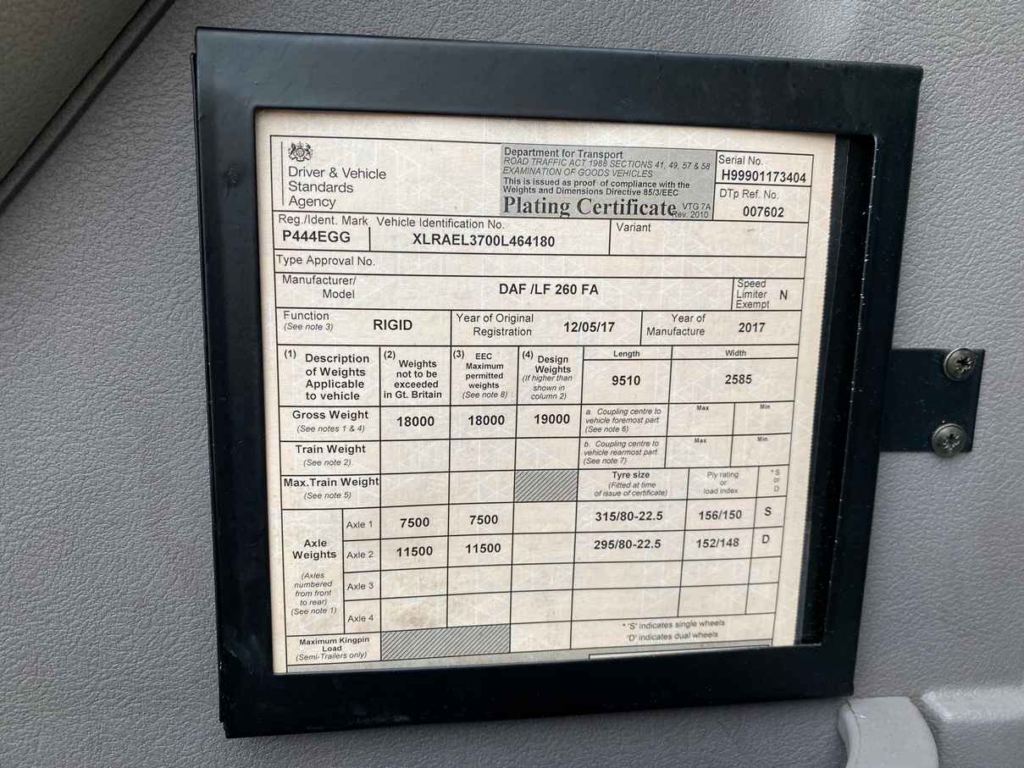 Driver & Vehicle
Standards
Agency
Department for Transport
ROAD TRAFFIC ACT 1988 SECTIONS 41, 49, 57 & 58
EXAMINATION OF GOODS VEHICLES
This is issued as proof of compliance with the
Weights and Dimensions Directive 85/3/EEC
Plating Certificate VTG 7A
Rev. 2010
Serial No.
H99901173404
DTp Ref. No.
007602
Reg./Ident. Mark Vehicle Identification No.
P444EGG XLRAEL3700L464180
Variant
Type Approval No.
Manufacturer/
Model
DAF /LF 260 FA
Speed
Limiter
Exempt N
Function
(See note 3)
RIGID
Year of Original
Registration
12/05/17
Year of
Manufacture
2017
(1) Description
of Weights
Applicable
to vehicle
(2) Weights
not to be
exceeded
in Gt. Britain
(3) EEC
Maximum
permitted
weights
(See note 8)
(4) Design
Weights
(If higher than
shown in
column 2)
Length
9510
Width
2585
Gross Weight
(See notes 1 & 4)
18000 18000 19000
a. Coupling centre to
vehicle foremost part
(See note 6)
Max Min
Train Weight
(See note 2)
b. Coupling centre to
vehicle rearmost part
(See note 7)
Max Min
Max.Train Weight
(See note 5)
Tyre size
(Fitted at time
of issue of certificate)
Ply rating
or
load index
*S
or
D
Axle
Weights
(Axles
numbered
from front
to rear)
(See note 1)
Axle 1 7500 7500 315/80-22.5 156/150 S
Axle 2 11500 11500 295/80-22.5 152/148 D
Axle 3
Axle 4
Maximum Kingpin
Load
(Semi-Trailers only)
* 'S' indicates single wheels
'D' indicates dual wheels